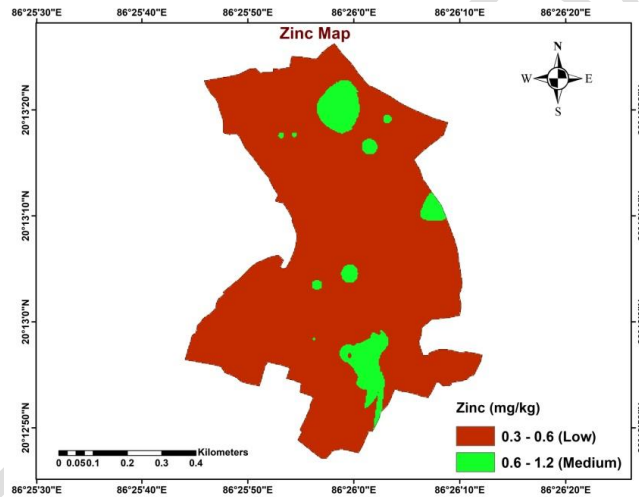 86°25'30"E 86°25'40"E 86°25'50"E 86°26'0"E 86°26'10"E 86°26'20"E
Zinc Map
N
W E
S
20°13'20"N
20°13'10"N
20°13'0"N
20°12'50"N
Zinc (mg/kg)
0.3 - 0.6 (Low)
0.6 - 1.2 (Medium)
Kilometers
0 0.05 0.1 0.2 0.3 0.4
86°25'30"E 86°25'40"E 86°25'50"E 86°26'0"E 86°26'10"E 86°26'20"E